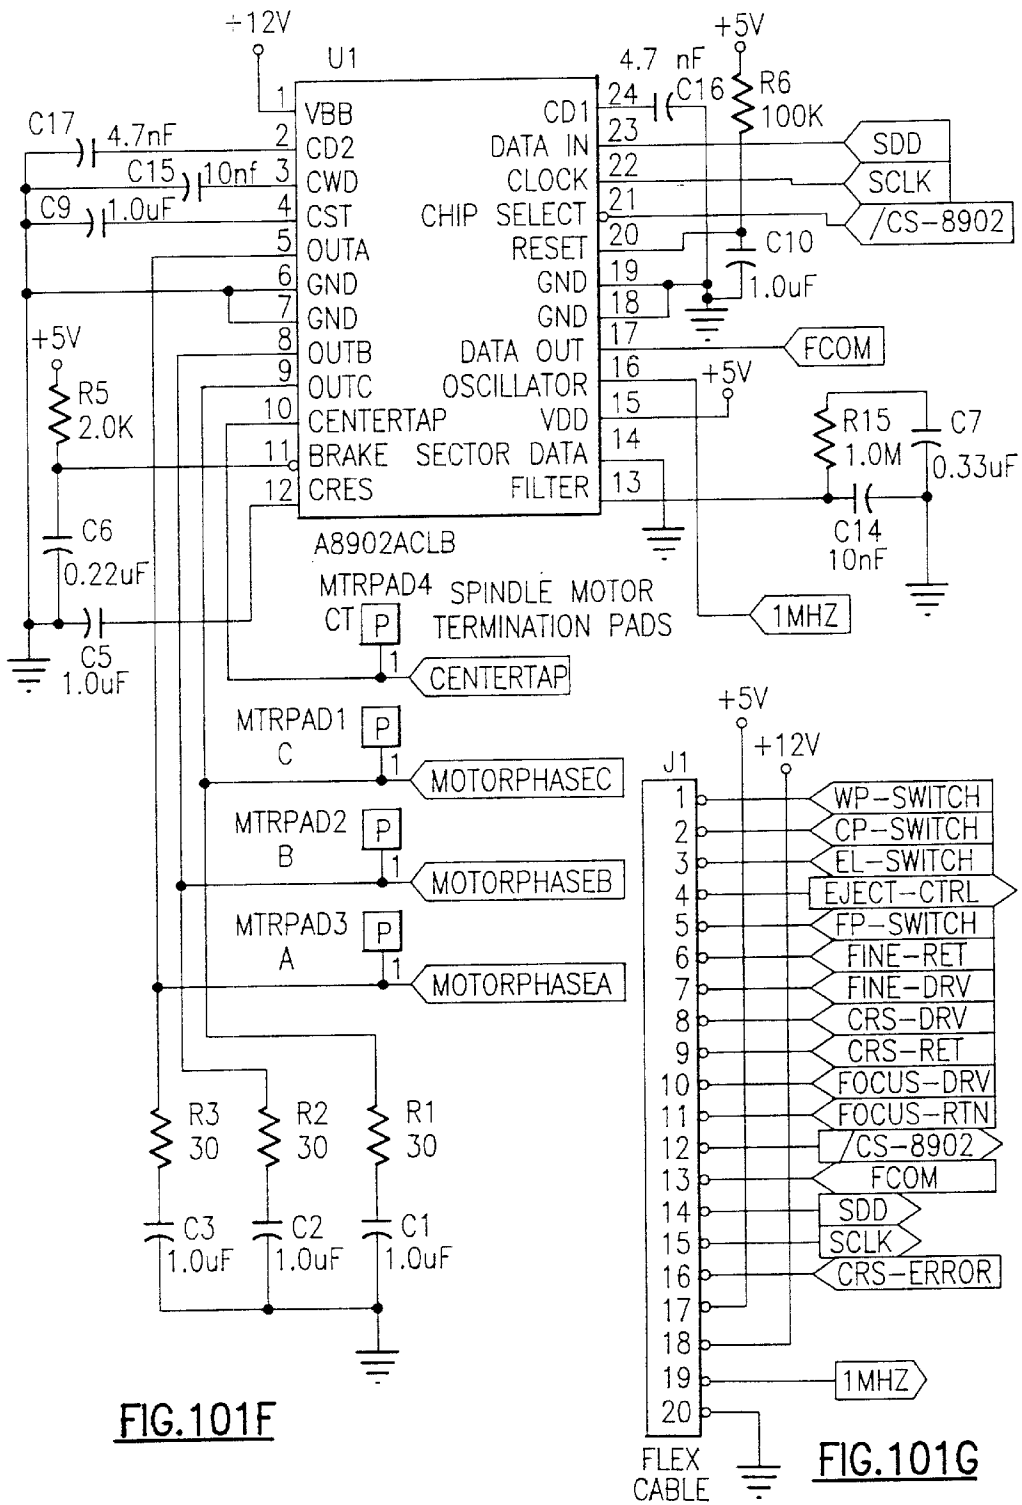 +12V
U1
1 VBB
C17 4.7nF 2 CD2
C15 10nf 3 CWD
C9 1.0uF 4 CST
5 OUTA
6 GND
7 GND
8 OUTB
9 OUTC
10 CENTERTAP
11 BRAKE
12 CRES
+5V
R5
2.0K
C6
0.22uF
C5
1.0uF
4.7 nF
C16
+5V
R6
100K
CD1 24
DATA IN 23 SDD
CLOCK 22 SCLK
CHIP SELECT 21 /CS-8902
RESET 20
C10
1.0uF
GND 19
GND 18
DATA OUT 17 FCOM
OSCILLATOR 16
+5V
VDD 15
SECTOR DATA 14
FILTER 13
R15
1.0M
C7
0.33uF
C14
10nF
A8902ACLB
1MHZ
SPINDLE MOTOR
TERMINATION PADS
MTRPAD4
CT P
1
CENTERTAP
MTRPAD1
C
P
1
MOTORPHASEC
MTRPAD2
B
P
1
MOTORPHASEB
MTRPAD3
A
P
1
MOTORPHASEA
R3
30
R2
30
R1
30
C3
1.0uF
C2
1.0uF
C1
1.0uF
FIG.101F
+5V
+12V
J1
1 WP-SWITCH
2 CP-SWITCH
3 EL-SWITCH
4 EJECT-CTRL
5 FP-SWITCH
6 FINE-RET
7 FINE-DRV
8 CRS-DRV
9 CRS-RET
10 FOCUS-DRV
11 FOCUS-RTN
12 /CS-8902
13 FCOM
14 SDD
15 SCLK
16 CRS-ERROR
17
18
19 1MHZ
20
FLEX
CABLE
FIG.101G